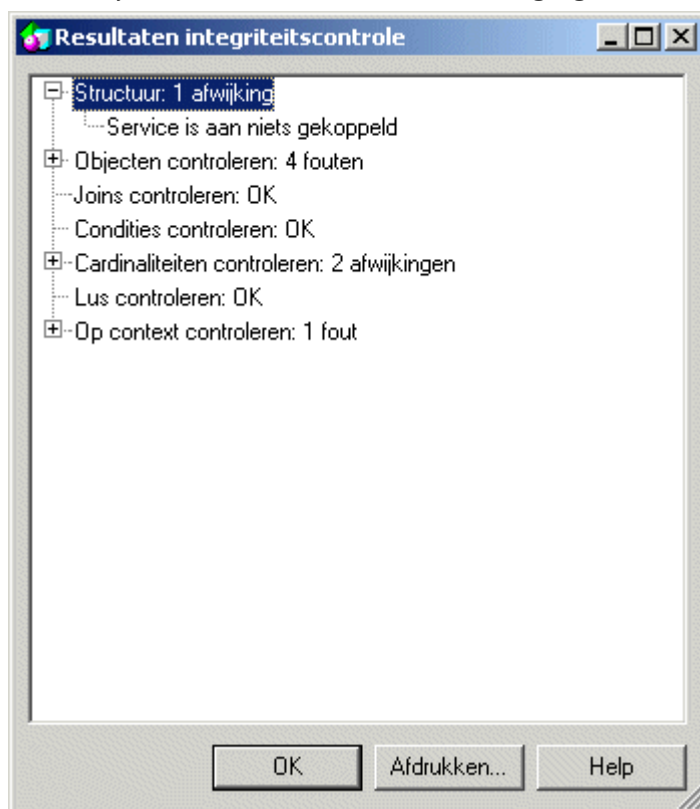 Resultaten integriteitscontrole
Structuur: 1 afwijking
Service is aan niets gekoppeld
Objecten controleren: 4 fouten
Joins controleren: OK
Condities controleren: OK
Cardinaliteiten controleren: 2 afwijkingen
Lus controleren: OK
Op context controleren: 1 fout
OK Afdrukken... Help